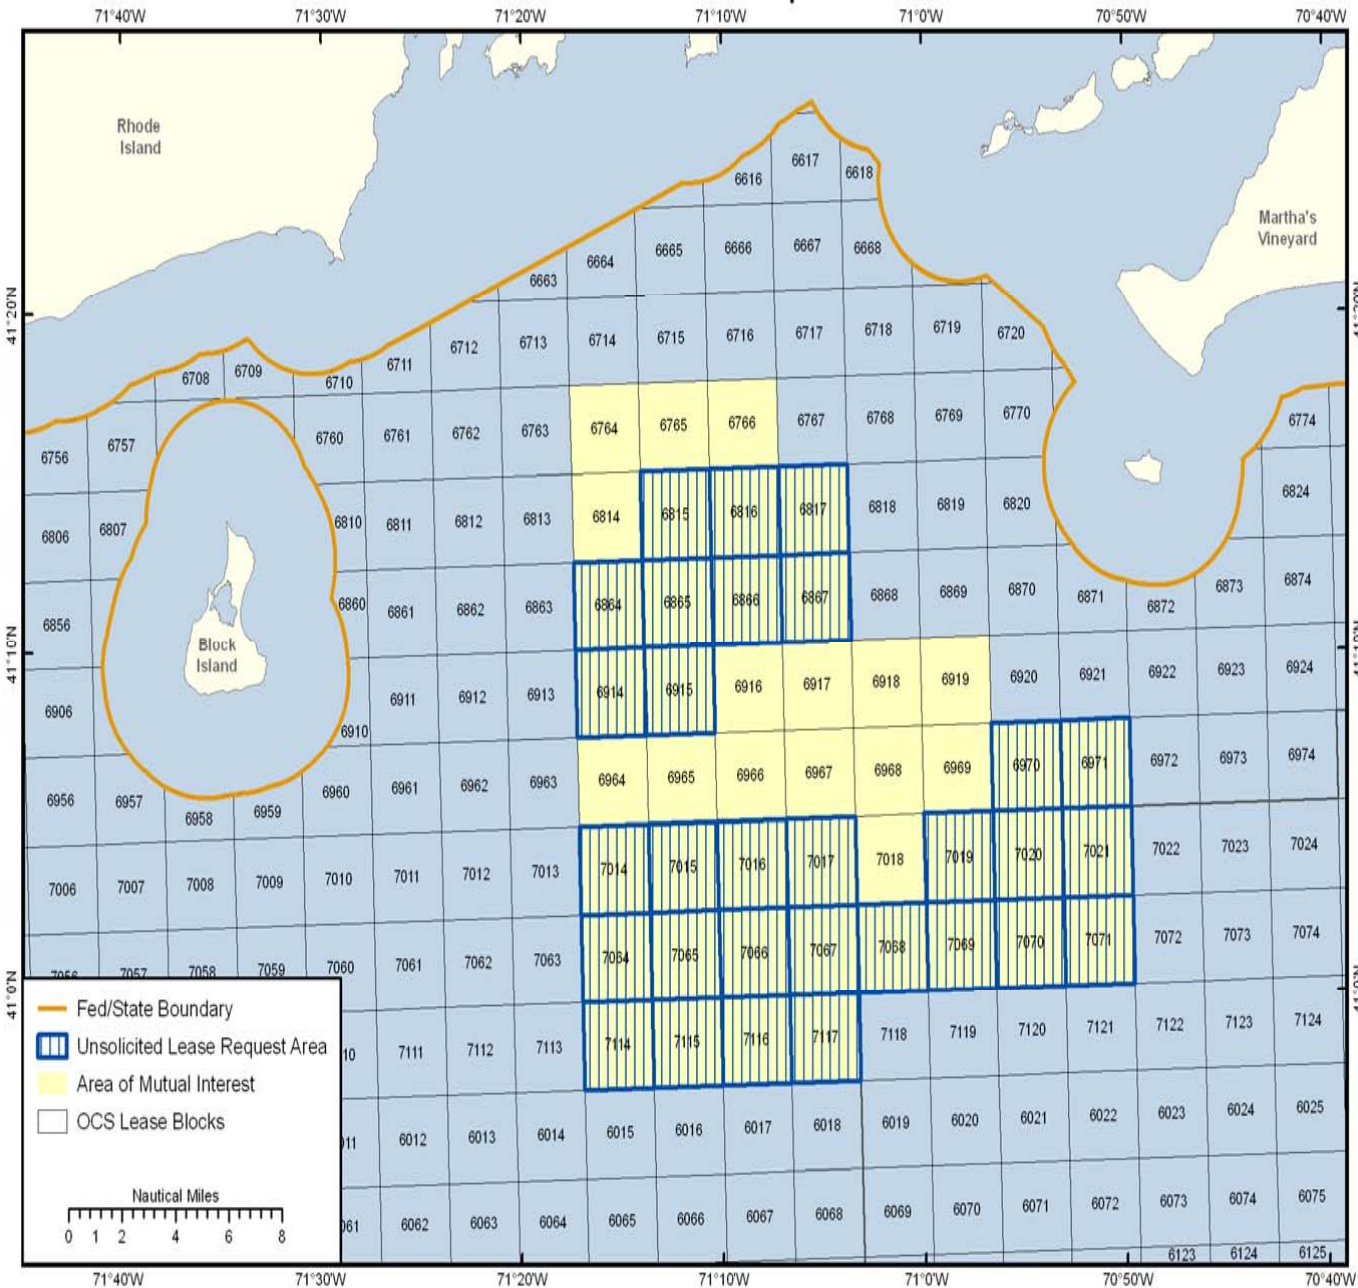 71°40'W 71°30'W 71°20'W 71°10'W 71°0'W 70°50'W 70°40'W
Rhode
Island
Martha's
Vineyard
6616 6617 6618
6663 6664 6665 6666 6667 6668
41°20'N
6708 6709 6710 6711 6712 6713 6714 6715 6716 6717 6718 6719 6720
6756 6757 6760 6761 6762 6763 6764 6765 6766 6767 6768 6769 6770 6774
6806 6807 6810 6811 6812 6813 6814 6815 6816 6817 6818 6819 6820 6824
6856 6860 6861 6862 6863 6864 6865 6866 6867 6868 6869 6870 6871 6872 6873 6874
Block
Island
41°10'N
6906 6910 6911 6912 6913 6914 6915 6916 6917 6918 6919 6920 6921 6922 6923 6924
6956 6957 6958 6959 6960 6961 6962 6963 6964 6965 6966 6967 6968 6969 6970 6971 6972 6973 6974
7006 7007 7008 7009 7010 7011 7012 7013 7014 7015 7016 7017 7018 7019 7020 7021 7022 7023 7024
7056 7057 7058 7059 7060 7061 7062 7063 7064 7065 7066 7067 7068 7069 7070 7071 7072 7073 7074
41°0'N
10 7111 7112 7113 7114 7115 7116 7117 7118 7119 7120 7121 7122 7123 7124
011 6012 6013 6014 6015 6016 6017 6018 6019 6020 6021 6022 6023 6024 6025
061 6062 6063 6064 6065 6066 6067 6068 6069 6070 6071 6072 6073 6074 6075
6123 6124 6125
Fed/State Boundary
Unsolicited Lease Request Area
Area of Mutual Interest
OCS Lease Blocks
Nautical Miles
0 1 2 4 6 8
71°40'W 71°30'W 71°20'W 71°10'W 71°0'W 70°50'W 70°40'W